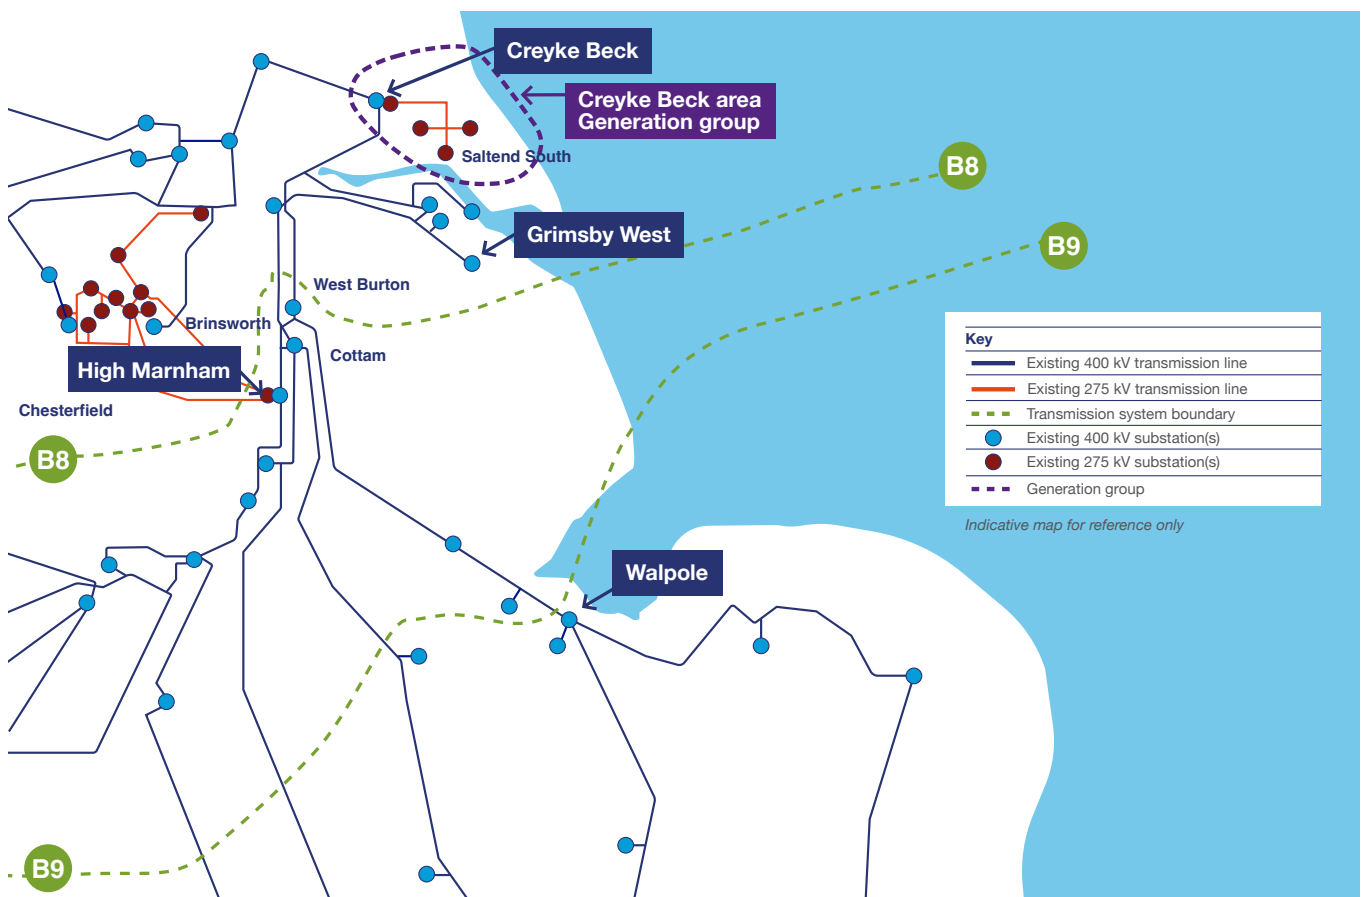 Creyke Beck
Creyke Beck area
Generation group
Saltend South
B8
Grimsby West
B9
West Burton
Brinsworth
Cottam
High Marnham
Chesterfield
B8
Key
Existing 400 kV transmission line
Existing 275 kV transmission line
Transmission system boundary
Existing 400 kV substation(s)
Existing 275 kV substation(s)
Generation group
Indicative map for reference only
Walpole
B9